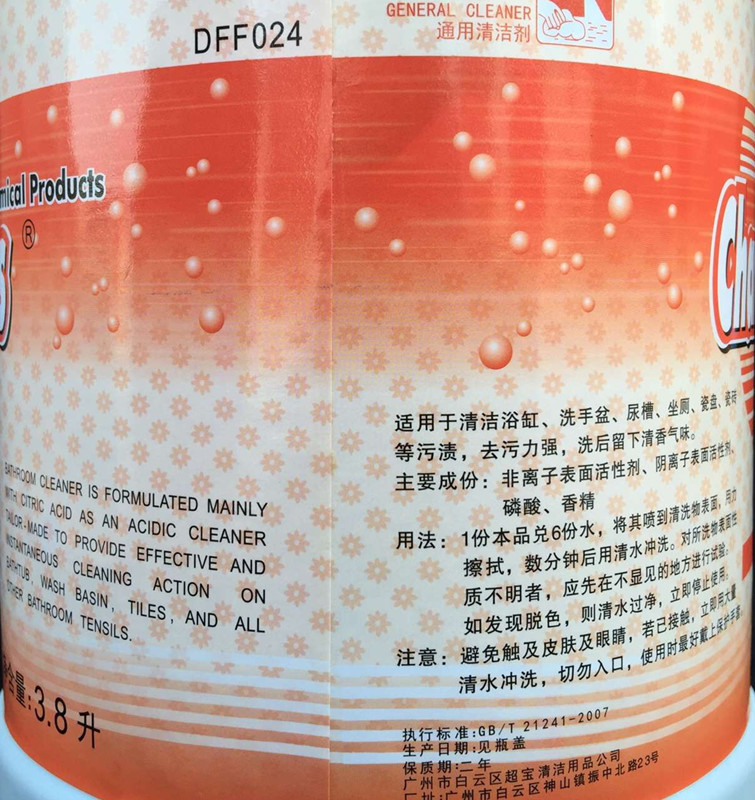 DFF024
GENERAL CLEANER
通用清洁剂
mical Products
®
BATHROOM CLEANER IS FORMULATED MAINLY
WITH CITRIC ACID AS AN ACIDIC CLEANER
TAILOR-MADE TO PROVIDE EFFECTIVE AND
INSTANTANEOUS CLEANING ACTION ON
BATHTUB, WASH BASIN, TILES, AND ALL
OTHER BATHROOM TENSILS.
含量:3.8升
适用于清洁浴缸、洗手盆、尿槽、坐厕、瓷盘、瓷砖
等污渍，去污力强，洗后留下清香气味。
主要成份：非离子表面活性剂、阴离子表面活性剂、
磷酸、香精
用法：1份本品兑6份水，将其喷到清洗物表面，用力
擦拭，数分钟后用清水冲洗。对所洗物表面性
质不明者，应先在不显见的地方进行试验。
如发现脱色，则清水过净，立即停止使用。
注意：避免触及皮肤及眼睛，若已接触，立即用大量
清水冲洗，切勿入口，使用时最好戴上保护手套。
执行标准:GB/T 21241-2007
生产日期:见瓶盖
保质期:二年
广州市白云区超宝清洁用品公司
厂址:广州市白云区神山镇振中北路23号